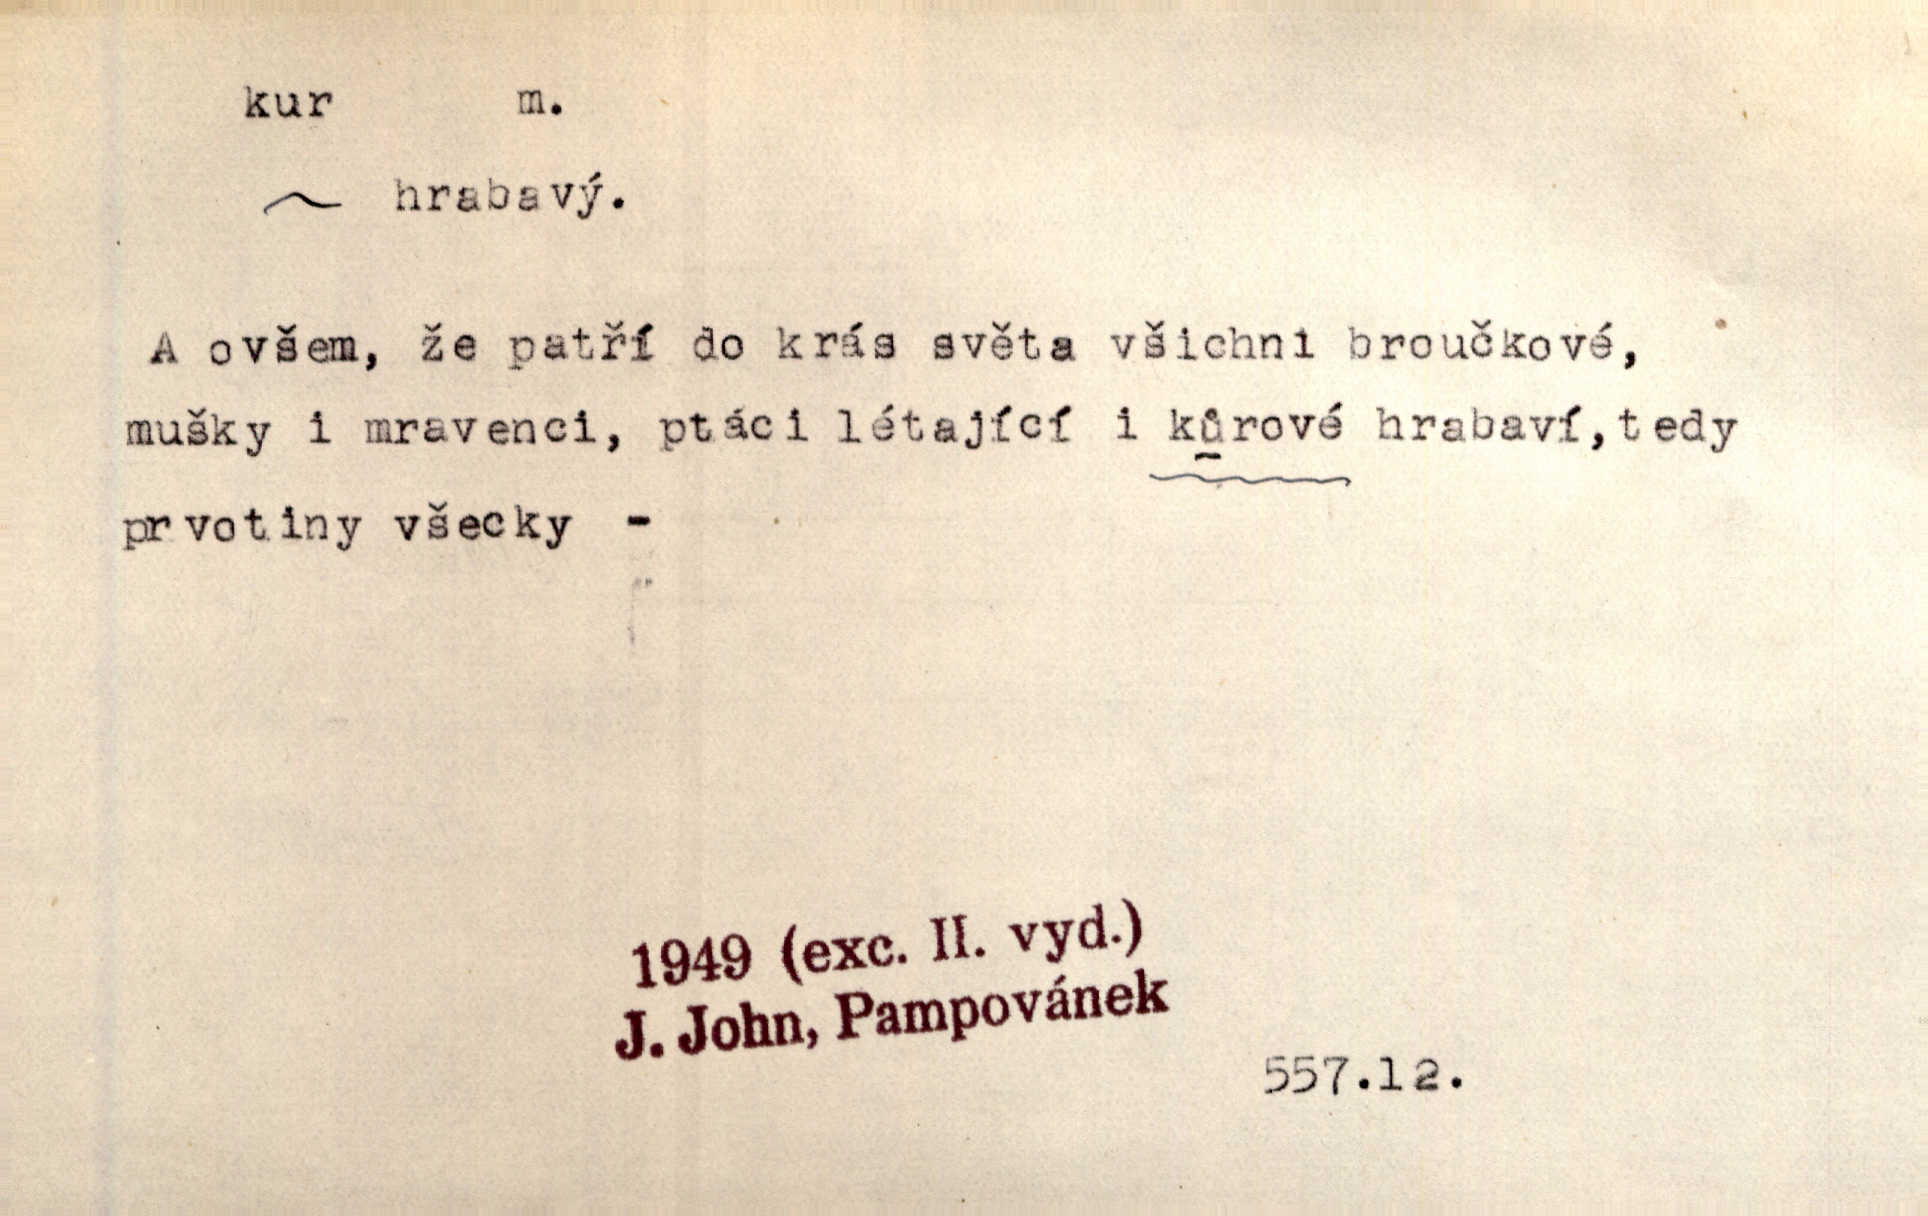 kur m.
~ hrabavý.
A ovšem, že patří do krás světa všichni broučkové,
mušky i mravenci, ptáci létající i kůrové hrabaví,tedy
prvotiny všecky -
1949 (exc. II. vyd.)
J. John, Pampovánek
557.12.